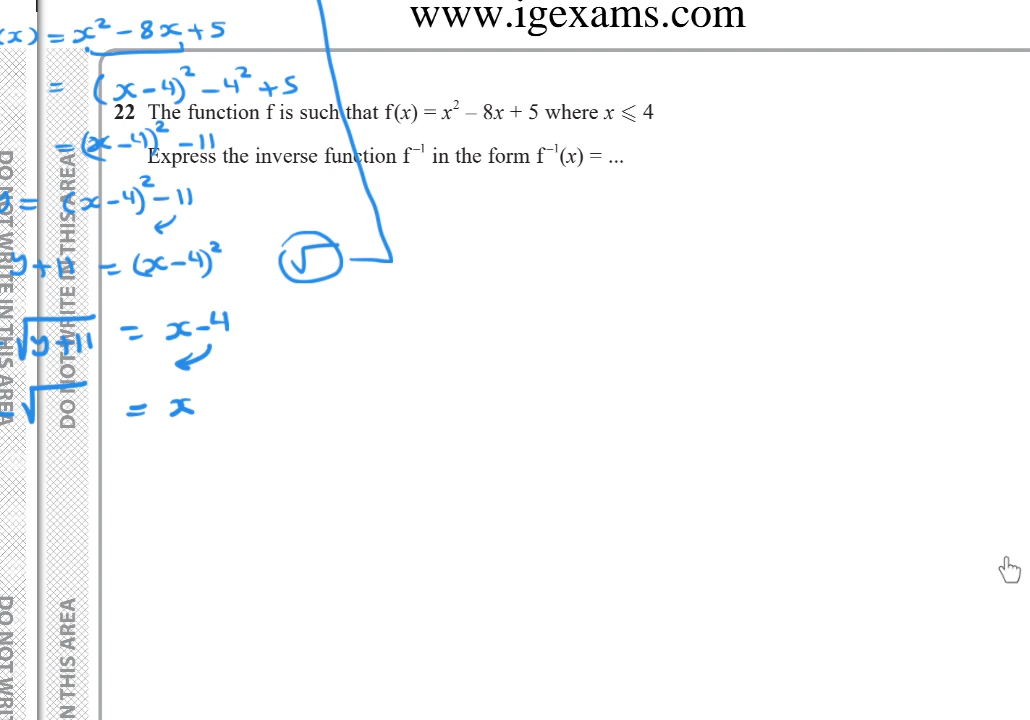 www.igexams.com
(x) = x² – 8x + 5
= (x – 4)² – 4² + 5
22 The function f is such that f(x) = x² – 8x + 5 where x ⩽ 4
= (x – 4)² – 11
Express the inverse function f⁻¹ in the form f⁻¹(x) = ...
= (x – 4)² – 11
y + 11 = (x – 4)²
√
√y + 11 = x – 4
√ = x
DO NOT WRITE IN THIS AREA
DO NOT WRITE IN THIS AREA
DO NOT WRI
N THIS AREA